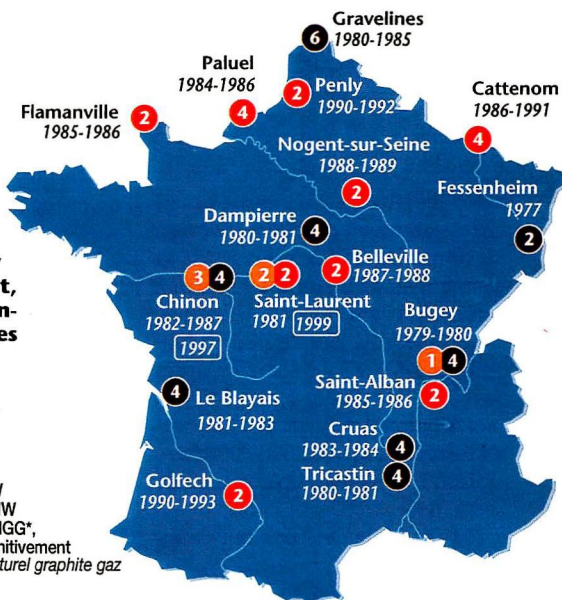 Gravelines
6
1980-1985
Paluel
1984-1986
4
Penly
2
1990-1992
Cattenom
1986-1991
4
Flamanville
1985-1986
2
Nogent-sur-Seine
1988-1989
2
Fessenheim
1977
2
Dampierre
1980-1981
4
Belleville
1987-1988
2
3 4
Chinon
1982-1987
1997
2 2
Saint-Laurent
1981 1999
Bugey
1979-1980
1 4
Saint-Alban
1985-1986
2
4
Le Blayais
1981-1983
Cruas
1983-1984
4
Tricastin
1980-1981
4
Golfech
1990-1993
2
t,
n-
es
W
NGG*,
nitivement
turel graphite gaz